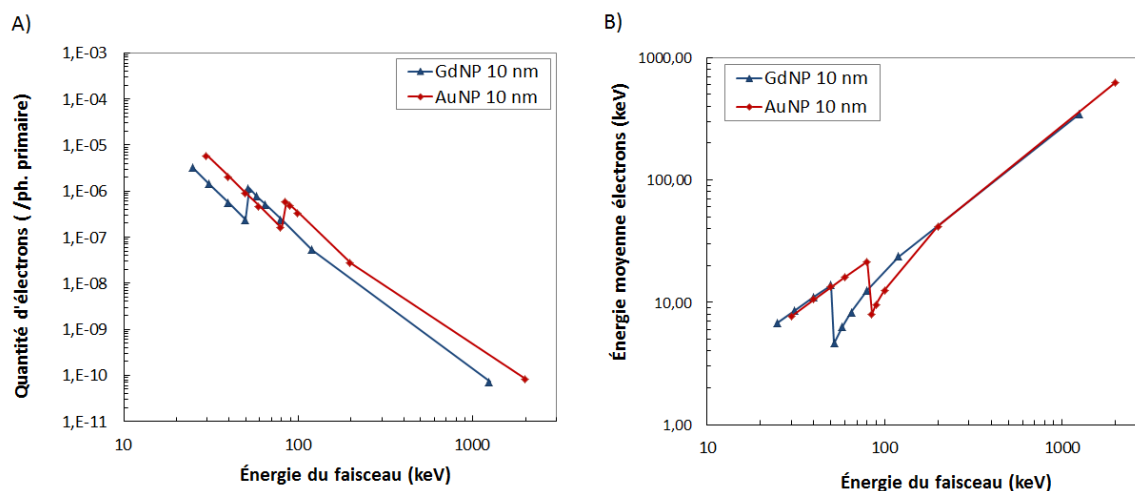 A)
Quantité d'électrons ( /ph. primaire)
1,E-03
1,E-04
1,E-05
1,E-06
1,E-07
1,E-08
1,E-09
1,E-10
1,E-11
GdNP 10 nm
AuNP 10 nm
10
100
1000
Énergie du faisceau (keV)
B)
Énergie moyenne électrons (keV)
1000,00
100,00
10,00
1,00
GdNP 10 nm
AuNP 10 nm
10
100
1000
Énergie du faisceau (keV)